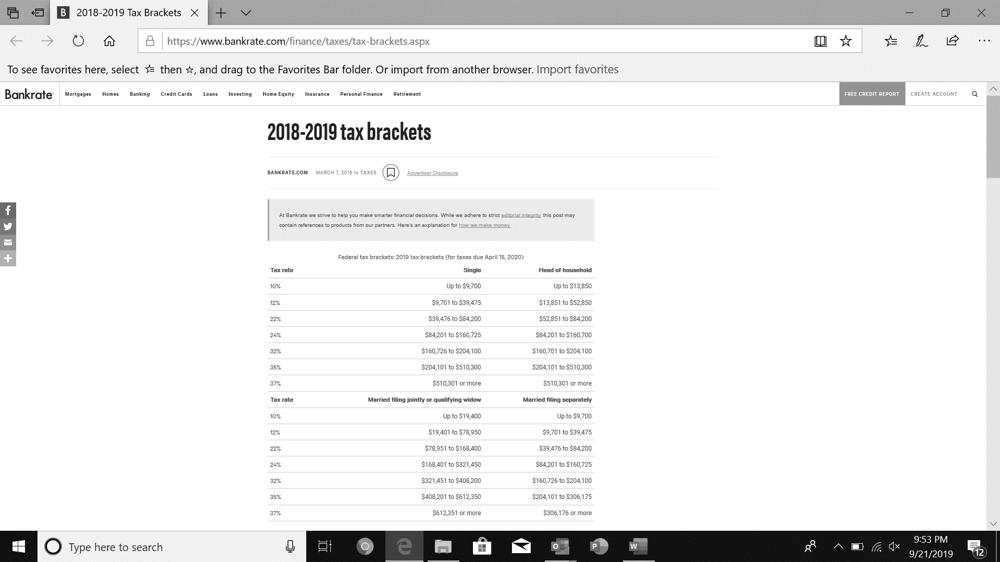 B 2018-2019 Tax Brackets
https://www.bankrate.com/finance/taxes/tax-brackets.aspx
To see favorites here, select then ☆, and drag to the Favorites Bar folder. Or import from another browser. Import favorites
Bankrate Mortgages Homes Banking Credit Cards Loans Investing Home Equity Insurance Personal Finance Retirement FREE CREDIT REPORT CREATE ACCOUNT
2018-2019 tax brackets
BANKRATE.COM MARCH 7, 2019 in TAXES Advertiser Disclosure
At Bankrate we strive to help you make smarter financial decisions. While we adhere to strict editorial integrity, this post may
contain references to products from our partners. Here's an explanation for how we make money.
Federal tax brackets: 2019 tax brackets (for taxes due April 15, 2020)
Tax rate Single Head of household
10% Up to $9,700 Up to $13,850
12% $9,701 to $39,475 $13,851 to $52,850
22% $39,476 to $84,200 $52,851 to $84,200
24% $84,201 to $160,725 $84,201 to $160,700
32% $160,726 to $204,100 $160,701 to $204,100
35% $204,101 to $510,300 $204,101 to $510,300
37% $510,301 or more $510,301 or more
Tax rate Married filing jointly or qualifying widow Married filing separately
10% Up to $19,400 Up to $9,700
12% $19,401 to $78,950 $9,701 to $39,475
22% $78,951 to $168,400 $39,476 to $84,200
24% $168,401 to $321,450 $84,201 to $160,725
32% $321,451 to $408,200 $160,726 to $204,100
35% $408,201 to $612,350 $204,101 to $306,175
37% $612,351 or more $306,176 or more
Type here to search
O P W
9:53 PM
9/21/2019
12